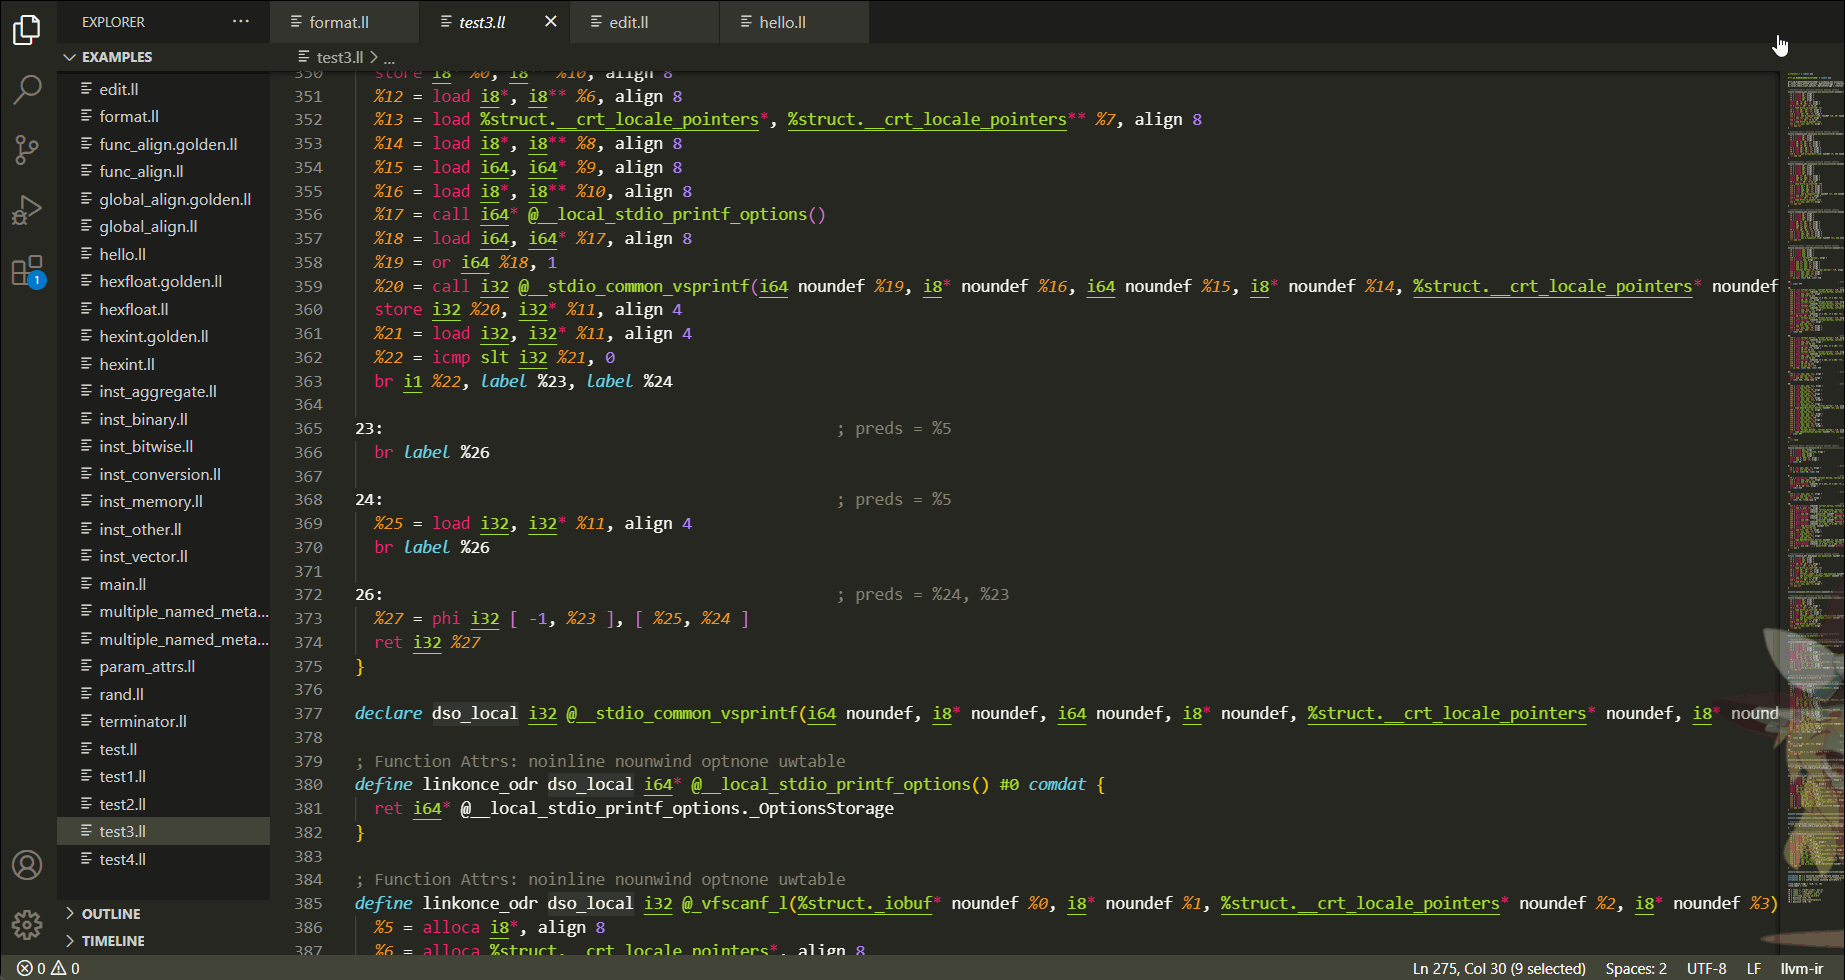 EXPLORER ...
format.ll
test3.ll
edit.ll
hello.ll
EXAMPLES
test3.ll > ...
edit.ll
format.ll
func_align.golden.ll
func_align.ll
global_align.golden.ll
global_align.ll
hello.ll
hexfloat.golden.ll
hexfloat.ll
hexint.golden.ll
hexint.ll
inst_aggregate.ll
inst_binary.ll
inst_bitwise.ll
inst_conversion.ll
inst_memory.ll
inst_other.ll
inst_vector.ll
main.ll
multiple_named_meta...
multiple_named_meta...
param_attrs.ll
rand.ll
terminator.ll
test.ll
test1.ll
test2.ll
test3.ll
test4.ll
OUTLINE
TIMELINE
1
350 store i8* %0, i8** %10, align 8
351 %12 = load i8*, i8** %6, align 8
352 %13 = load %struct.__crt_locale_pointers*, %struct.__crt_locale_pointers** %7, align 8
353 %14 = load i8*, i8** %8, align 8
354 %15 = load i64, i64* %9, align 8
355 %16 = load i8*, i8** %10, align 8
356 %17 = call i64* @__local_stdio_printf_options()
357 %18 = load i64, i64* %17, align 8
358 %19 = or i64 %18, 1
359 %20 = call i32 @__stdio_common_vsprintf(i64 noundef %19, i8* noundef %16, i64 noundef %15, i8* noundef %14, %struct.__crt_locale_pointers* noundef
360 store i32 %20, i32* %11, align 4
361 %21 = load i32, i32* %11, align 4
362 %22 = icmp slt i32 %21, 0
363 br i1 %22, label %23, label %24
364
365 23: ; preds = %5
366 br label %26
367
368 24: ; preds = %5
369 %25 = load i32, i32* %11, align 4
370 br label %26
371
372 26: ; preds = %24, %23
373 %27 = phi i32 [ -1, %23 ], [ %25, %24 ]
374 ret i32 %27
375 }
376
377 declare dso_local i32 @__stdio_common_vsprintf(i64 noundef, i8* noundef, i64 noundef, i8* noundef, %struct.__crt_locale_pointers* noundef, i8* nound
378
379 ; Function Attrs: noinline nounwind optnone uwtable
380 define linkonce_odr dso_local i64* @__local_stdio_printf_options() #0 comdat {
381 ret i64* @__local_stdio_printf_options._OptionsStorage
382 }
383
384 ; Function Attrs: noinline nounwind optnone uwtable
385 define linkonce_odr dso_local i32 @_vfscanf_l(%struct._iobuf* noundef %0, i8* noundef %1, %struct.__crt_locale_pointers* noundef %2, i8* noundef %3)
386 %5 = alloca i8*, align 8
387 %6 = alloca %struct.__crt_locale_pointers*, align 8
0 0
Ln 275, Col 30 (9 selected) Spaces: 2 UTF-8 LF llvm-ir